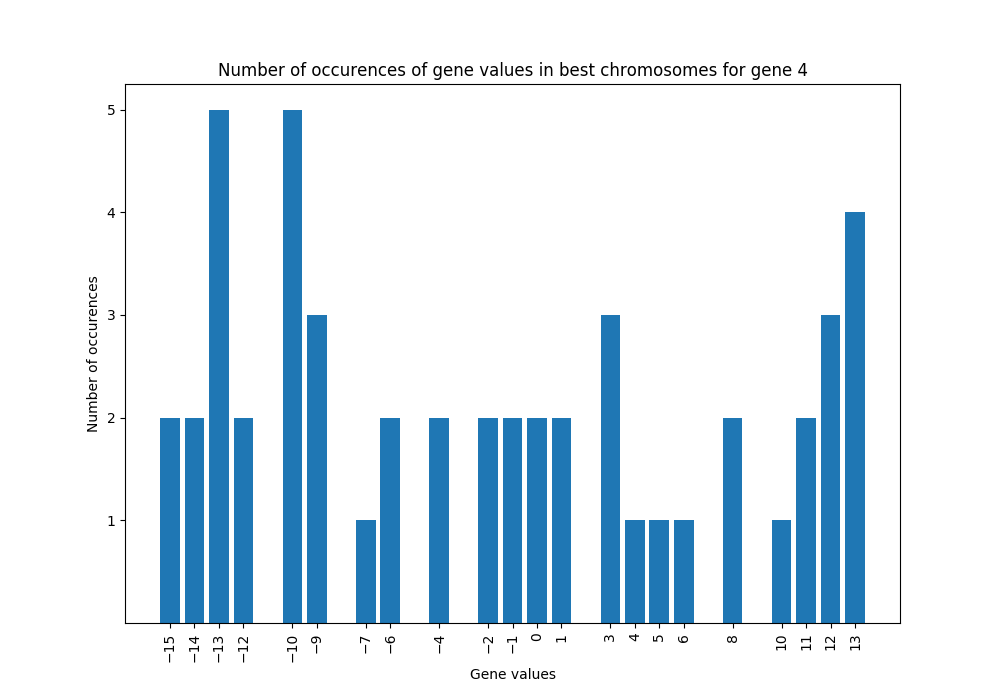 Number of occurences of gene values in best chromosomes for gene 4
5
4
3
2
1
Number of occurences
−15 −14 −13 −12 −10 −9 −7 −6 −4 −2 −1 0 1 3 4 5 6 8 10 11 12 13
Gene values